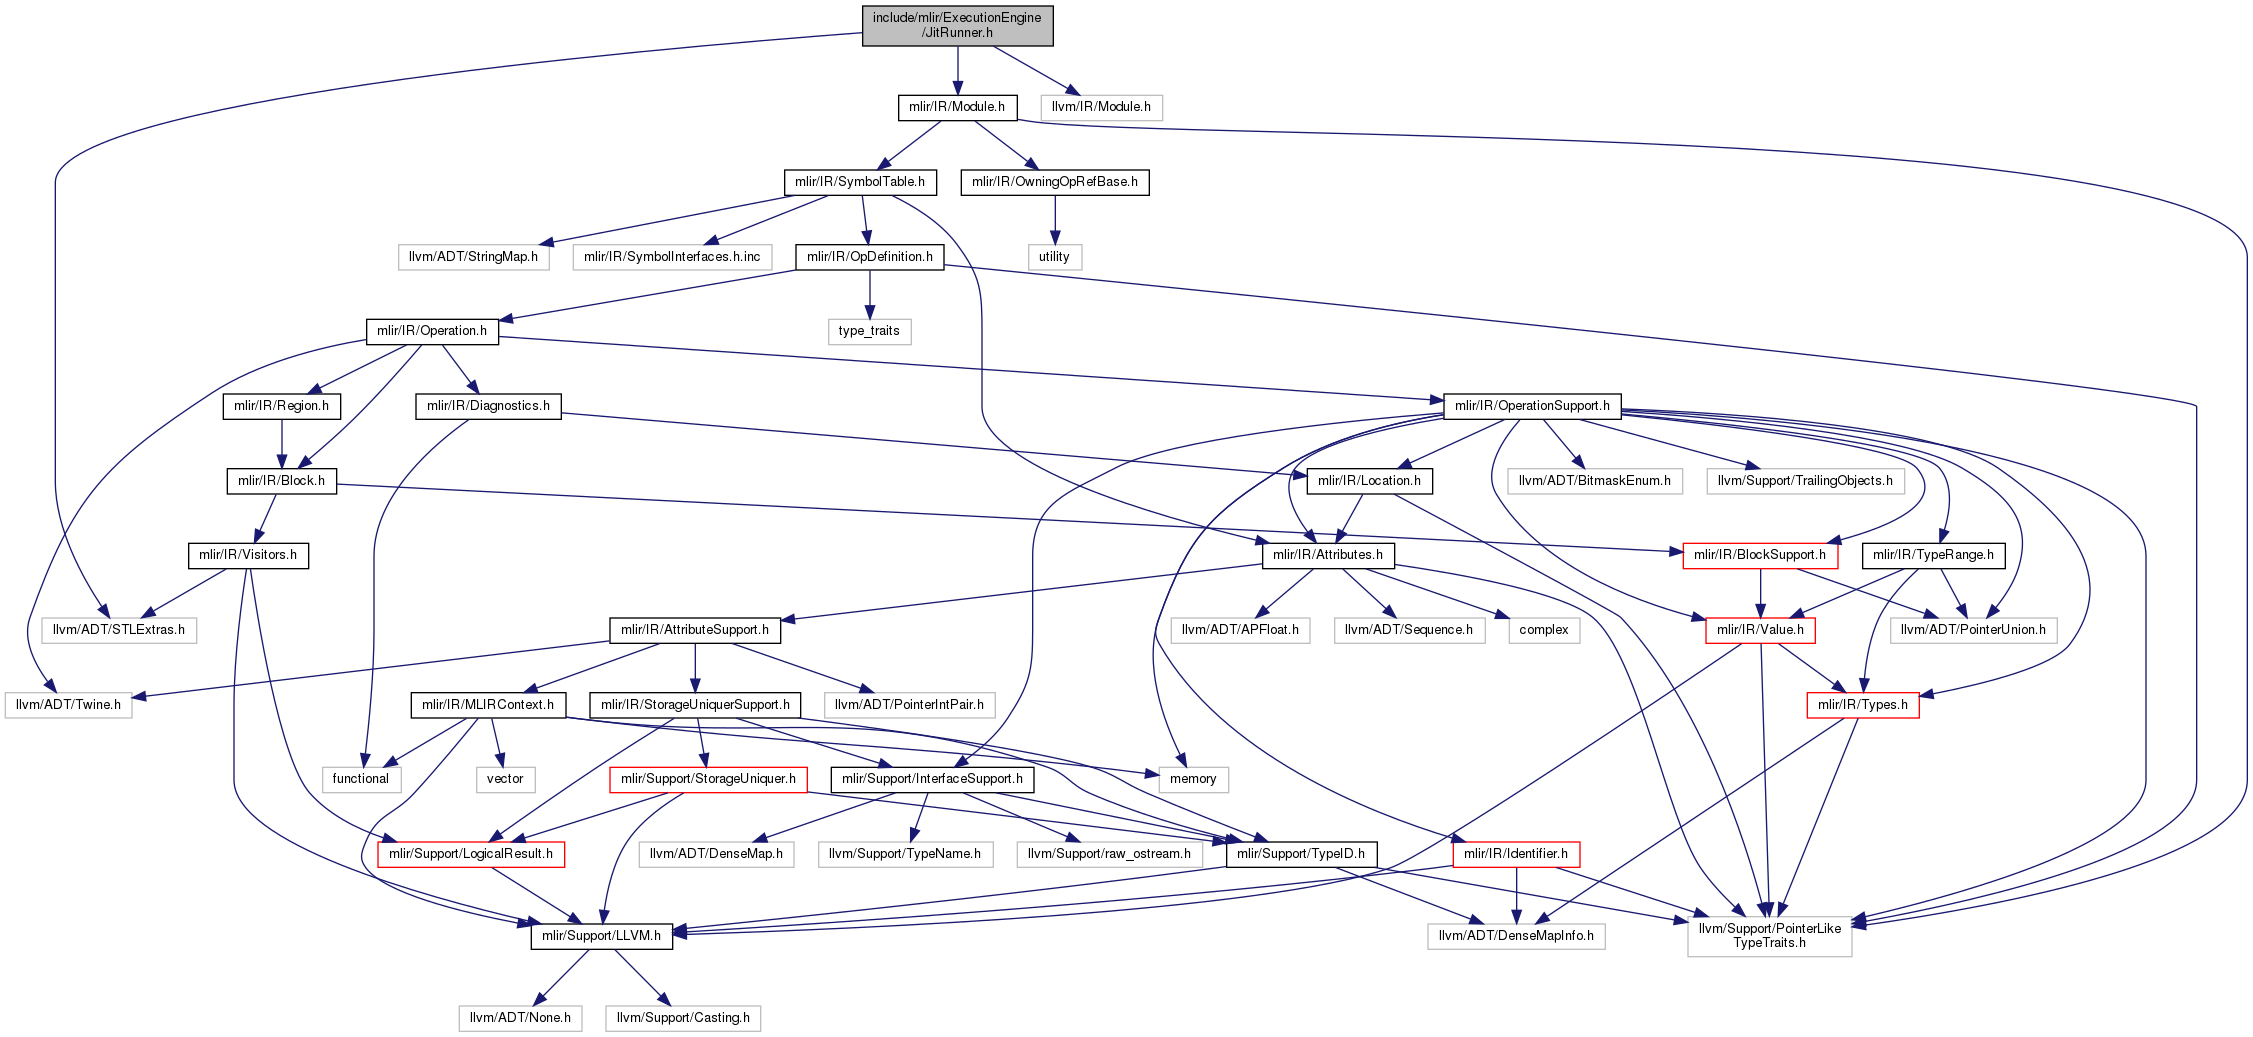 include/mlir/ExecutionEngine
/JitRunner.h
mlir/IR/Module.h
llvm/IR/Module.h
mlir/IR/SymbolTable.h
mlir/IR/OwningOpRefBase.h
llvm/ADT/StringMap.h
mlir/IR/SymbolInterfaces.h.inc
mlir/IR/OpDefinition.h
utility
mlir/IR/Operation.h
type_traits
mlir/IR/Region.h
mlir/IR/Diagnostics.h
mlir/IR/OperationSupport.h
mlir/IR/Block.h
mlir/IR/Location.h
llvm/ADT/BitmaskEnum.h
llvm/Support/TrailingObjects.h
mlir/IR/Visitors.h
mlir/IR/Attributes.h
mlir/IR/BlockSupport.h
mlir/IR/TypeRange.h
llvm/ADT/STLExtras.h
mlir/IR/AttributeSupport.h
llvm/ADT/APFloat.h
llvm/ADT/Sequence.h
complex
mlir/IR/Value.h
llvm/ADT/PointerUnion.h
llvm/ADT/Twine.h
mlir/IR/MLIRContext.h
mlir/IR/StorageUniquerSupport.h
llvm/ADT/PointerIntPair.h
mlir/IR/Types.h
functional
vector
mlir/Support/StorageUniquer.h
mlir/Support/InterfaceSupport.h
memory
mlir/Support/LogicalResult.h
llvm/ADT/DenseMap.h
llvm/Support/TypeName.h
llvm/Support/raw_ostream.h
mlir/Support/TypeID.h
mlir/IR/Identifier.h
mlir/Support/LLVM.h
llvm/ADT/DenseMapInfo.h
llvm/Support/PointerLike
TypeTraits.h
llvm/ADT/None.h
llvm/Support/Casting.h